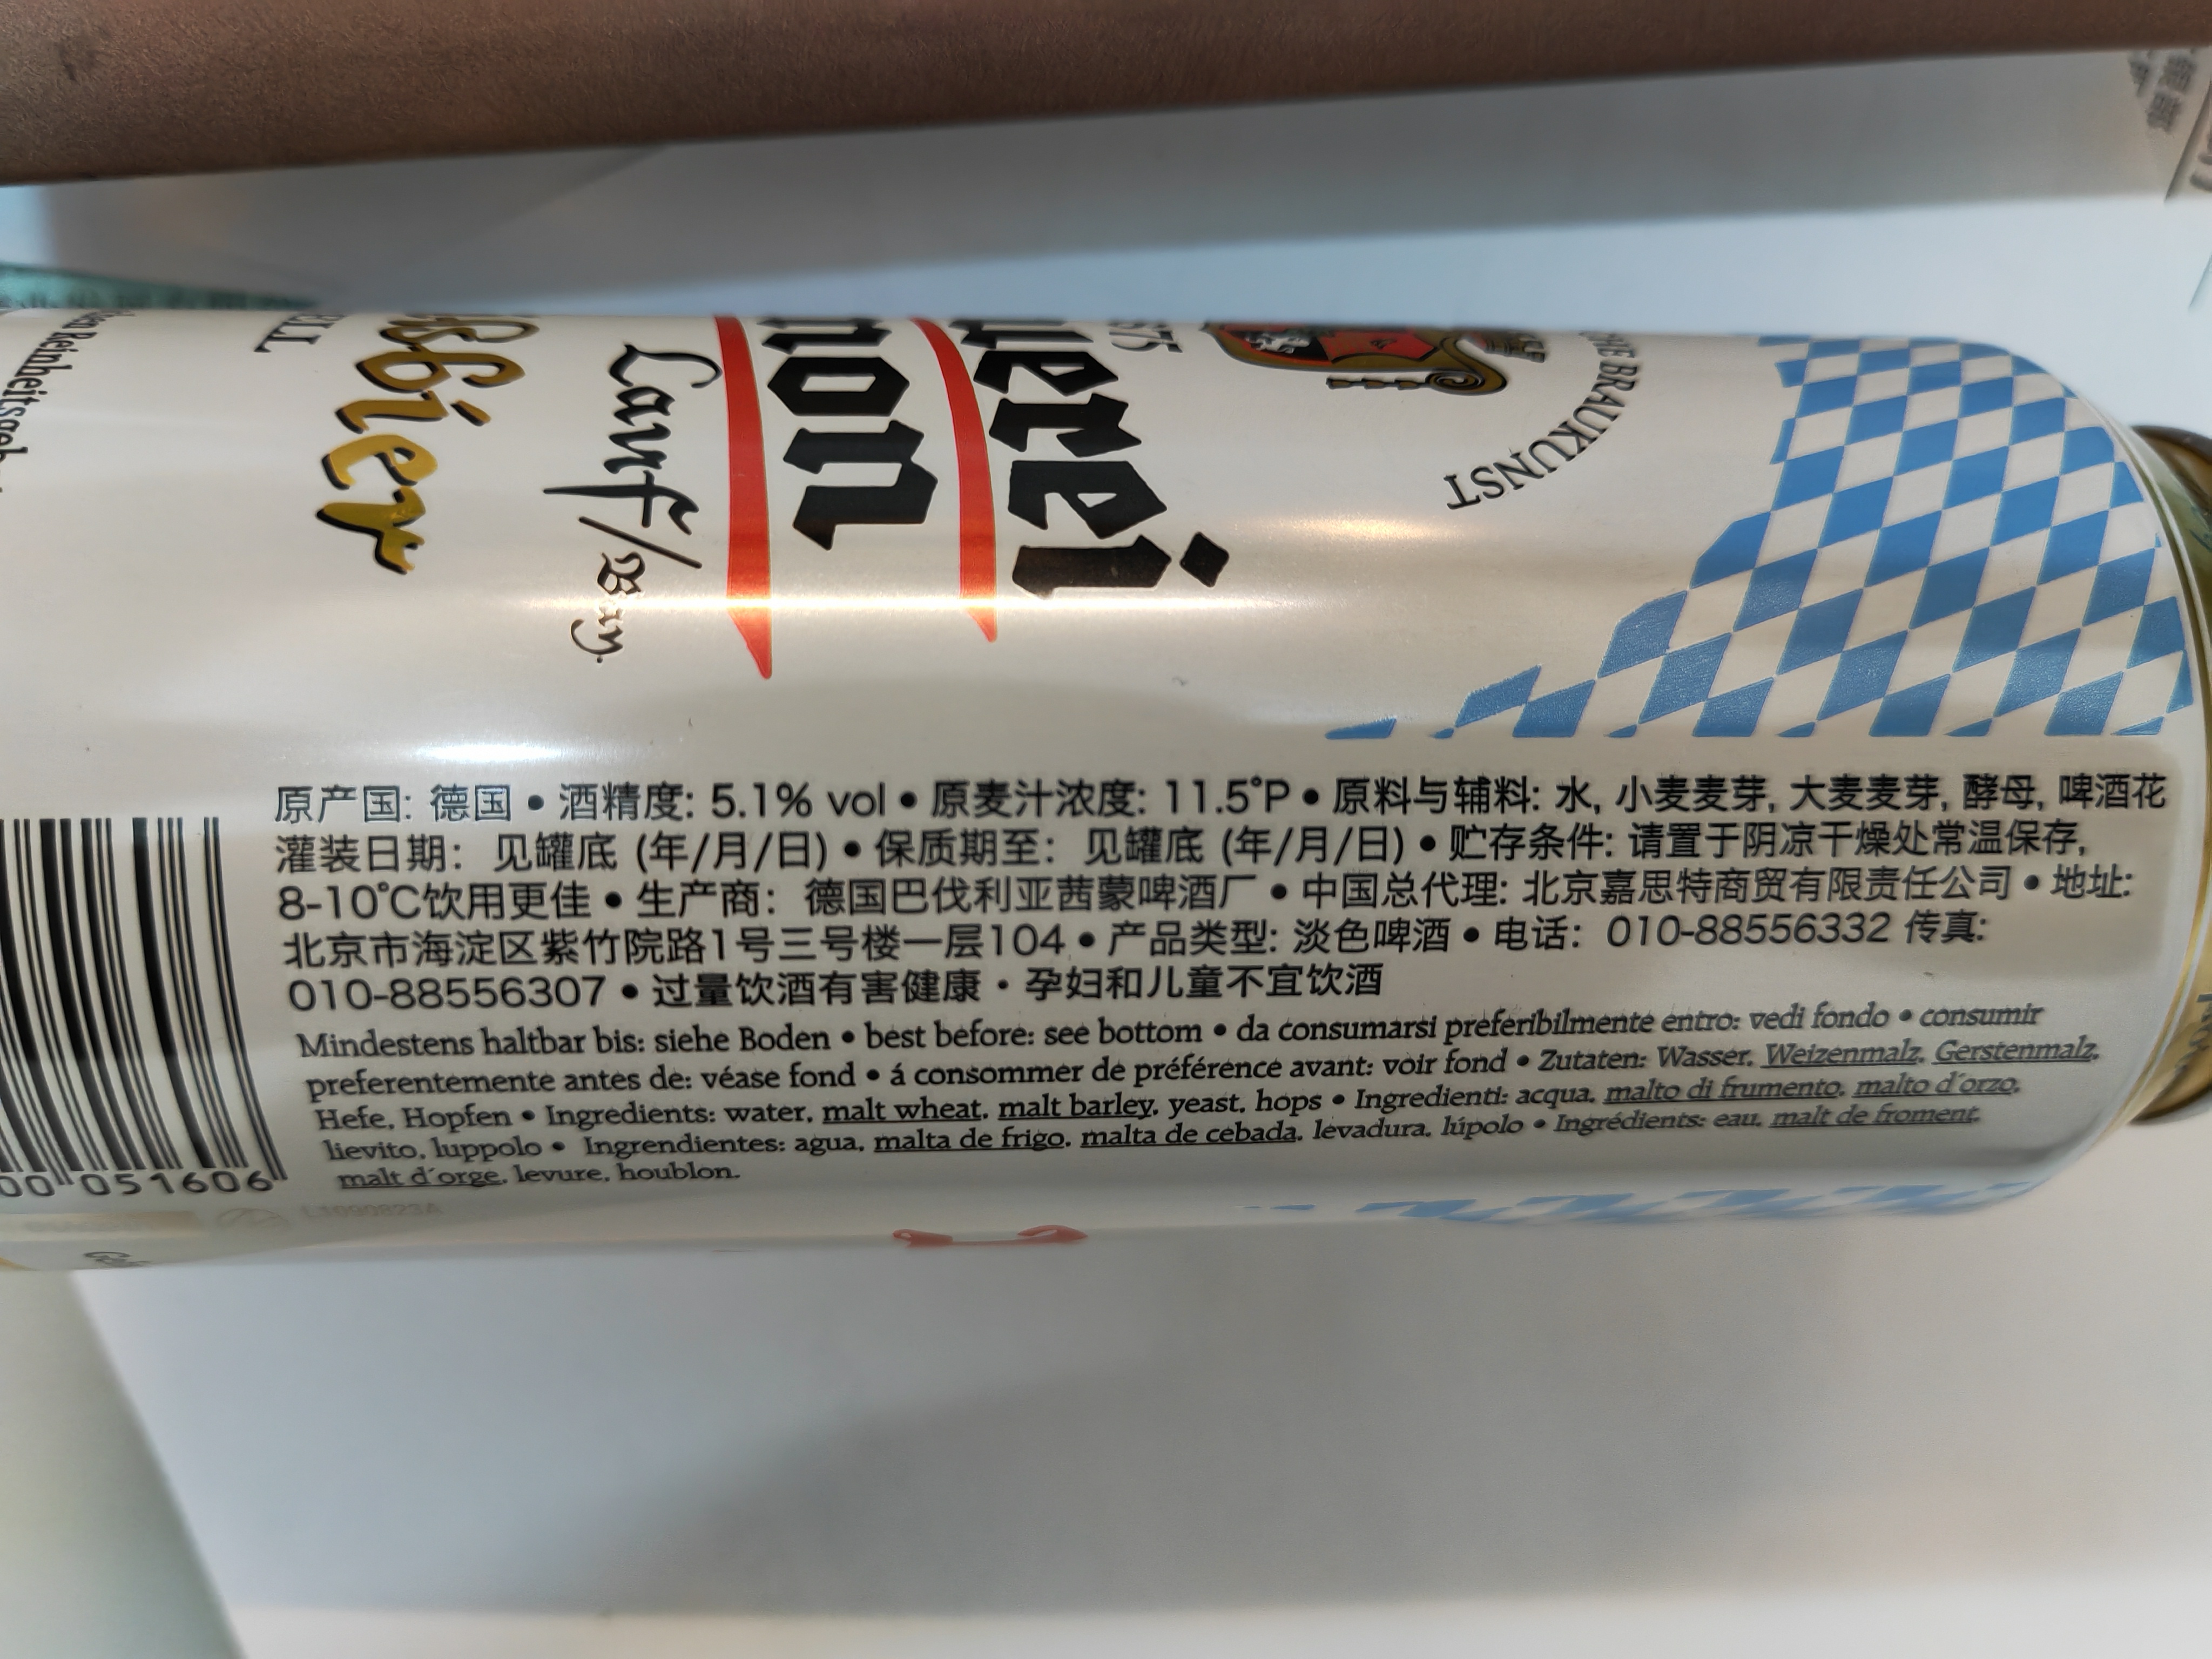 BRAUKUNST
Lauf/Bay.
原产国: 德国 • 酒精度: 5.1% vol • 原麦汁浓度: 11.5°P • 原料与辅料: 水, 小麦麦芽, 大麦麦芽, 酵母, 啤酒花
灌装日期: 见罐底 (年/月/日) • 保质期至: 见罐底 (年/月/日) • 贮存条件: 请置于阴凉干燥处常温保存,
8-10°C饮用更佳 • 生产商: 德国巴伐利亚茜蒙啤酒厂 • 中国总代理: 北京嘉思特商贸有限责任公司 • 地址:
北京市海淀区紫竹院路1号三号楼一层104 • 产品类型: 淡色啤酒 • 电话: 010-88556332 传真:
010-88556307 • 过量饮酒有害健康 • 孕妇和儿童不宜饮酒
Mindestens haltbar bis: siehe Boden • best before: see bottom • da consumarsi preferibilmente entro: vedi fondo • consumir
preferentemente antes de: véase fond • á consommer de préférence avant: voir fond • Zutaten: Wasser, Weizenmalz, Gerstenmalz,
Hefe, Hopfen • Ingredients: water, malt wheat, malt barley, yeast, hops • Ingredienti: acqua, malto di frumento, malto d´orzo,
lievito, luppolo • Ingrendientes: agua, malta de frigo, malta de cebada, levadura, lúpolo • Ingrédients: eau, malt de froment,
malt d´orge, levure, houblon.
051606